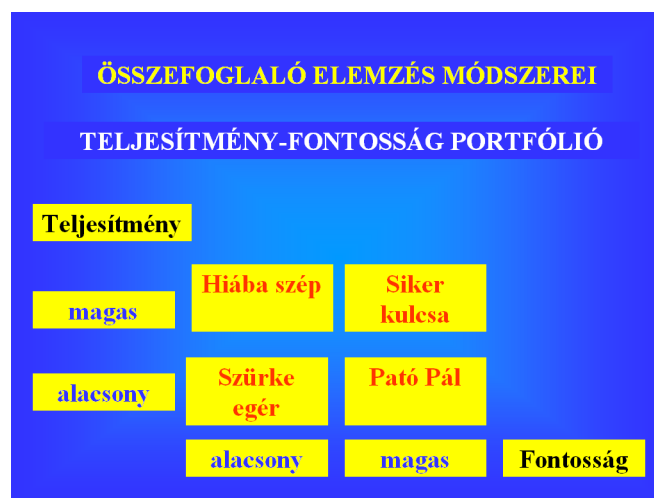 ÖSSZEFOGLALÓ ELEMZÉS MÓDSZEREI
TELJESÍTMÉNY-FONTOSSÁG PORTFÓLIÓ
Teljesítmény
magas
Hiába szép
Siker
kulcsa
alacsony
Szürke
egér
Pató Pál
alacsony
magas
Fontosság